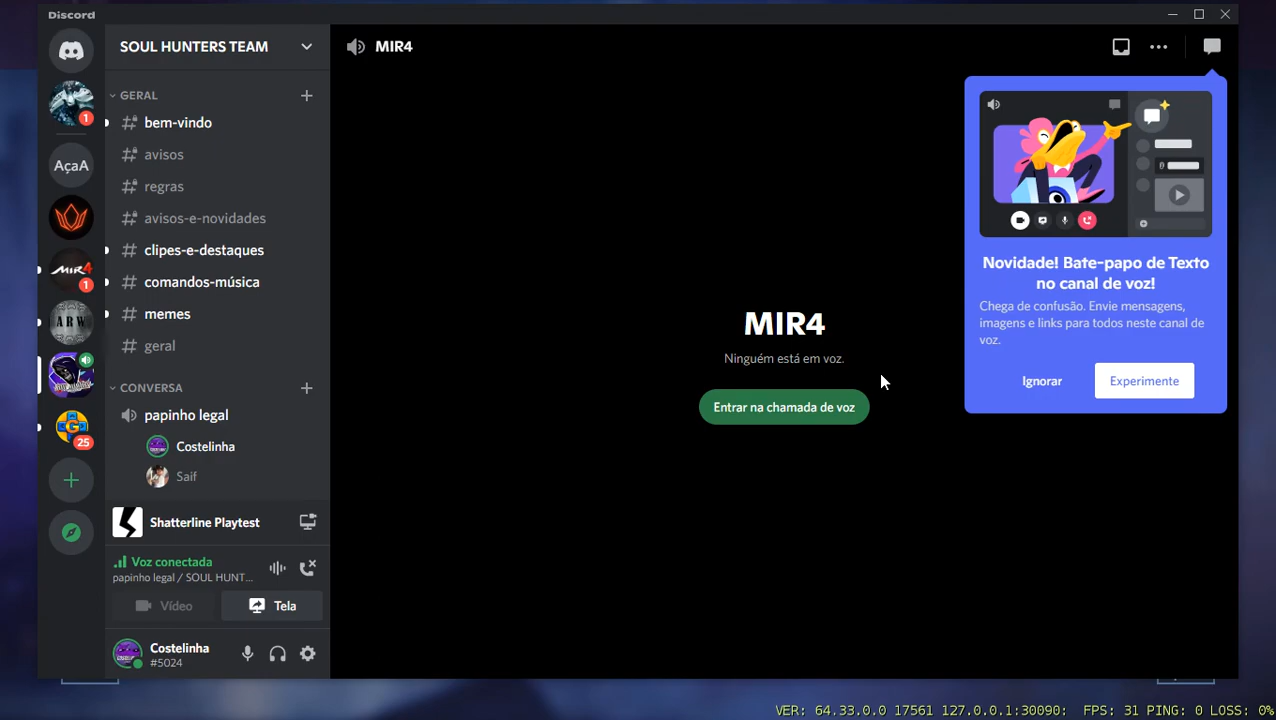 Discord
SOUL HUNTERS TEAM
MIR4
GERAL
bem-vindo
1
avisos
AçaA
regras
avisos-e-novidades
clipes-e-destaques
MIR4
1
comandos-música
ARW
memes
geral
CONVERSA
papinho legal
G
25
Costelinha
Saif
Shatterline Playtest
Voz conectada
papinho legal / SOUL HUNT...
Vídeo
Tela
Costelinha
#5024
MIR4
Ninguém está em voz.
Entrar na chamada de voz
Novidade! Bate-papo de Texto
no canal de voz!
Chega de confusão. Envie mensagens,
imagens e links para todos neste canal de
voz.
Ignorar
Experimente
VER: 64.33.0.0 17561 127.0.0.1:30090: FPS: 31 PING: 0 LOSS: 0%